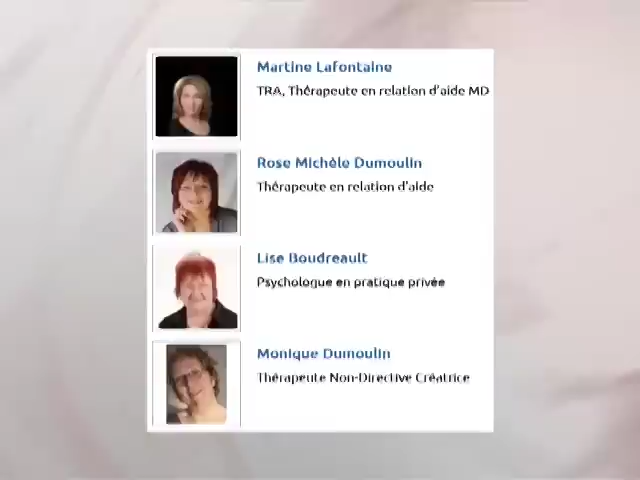 Martine Lafontaine
TRA, Thérapeute en relation d'aide MD
Rose Michèle Dumoulin
Thérapeute en relation d'aide
Lise Boudreault
Psychologue en pratique privée
Monique Dumoulin
Thérapeute Non-Directive Créatrice